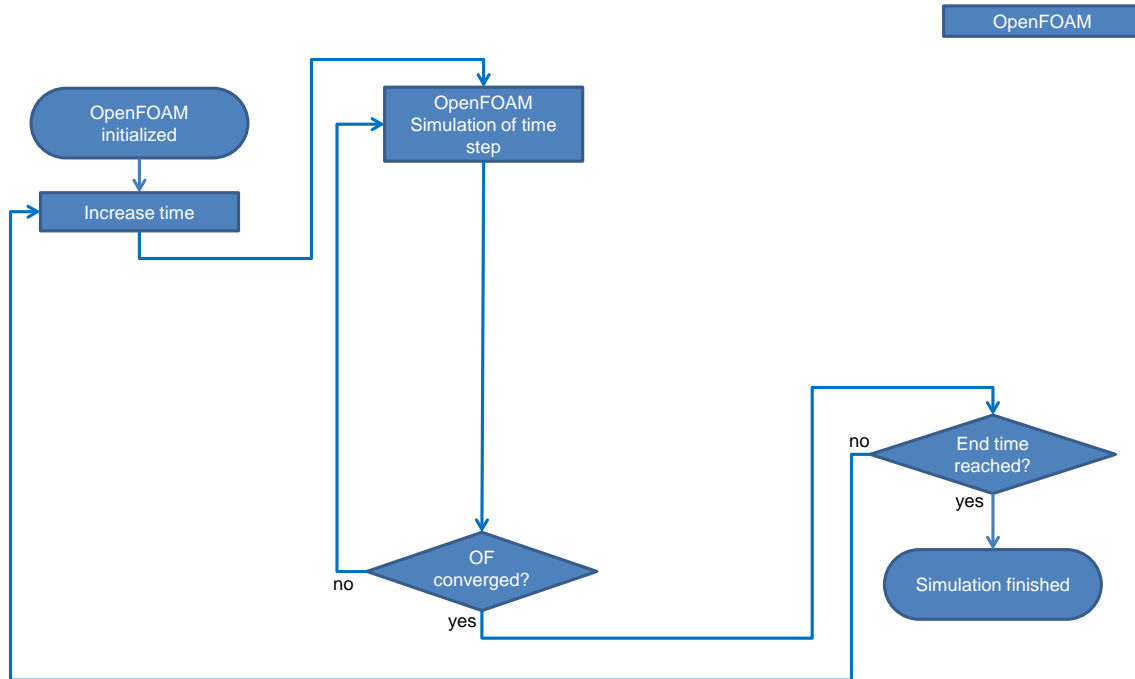 OpenFOAM
OpenFOAM
initialized
Increase time
OpenFOAM
Simulation of time
step
OF
converged?
no
yes
End time
reached?
no
yes
Simulation finished